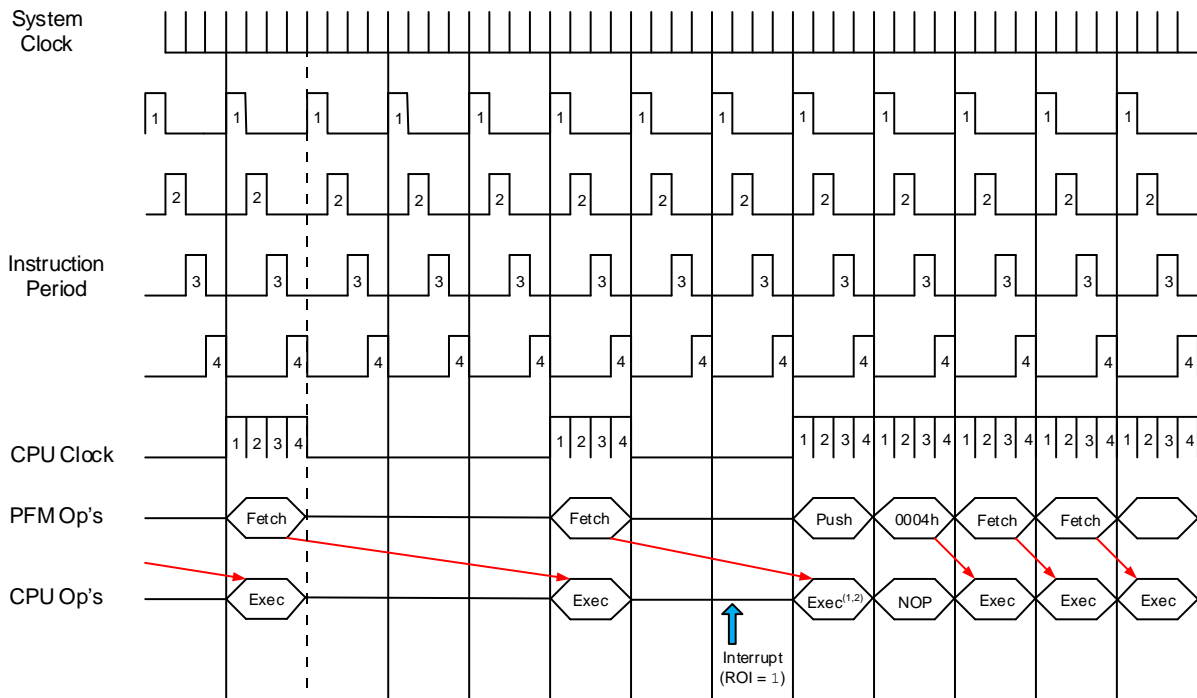 System
Clock
1 1 1 1 1 1 1 1 1 1 1 1 1
2 2 2 2 2 2 2 2 2 2 2 2 2
Instruction
Period
3 3 3 3 3 3 3 3 3 3 3 3 3
4 4 4 4 4 4 4 4 4 4 4 4 4
CPU Clock
1 2 3 4 1 2 3 4 1 2 3 4 1 2 3 4 1 2 3 4 1 2 3 4 1 2 3 4
PFM Op's
Fetch Fetch Push 0004h Fetch Fetch
CPU Op's
Exec Exec Exec(1,2) NOP Exec Exec Exec
Interrupt
(ROI = 1)